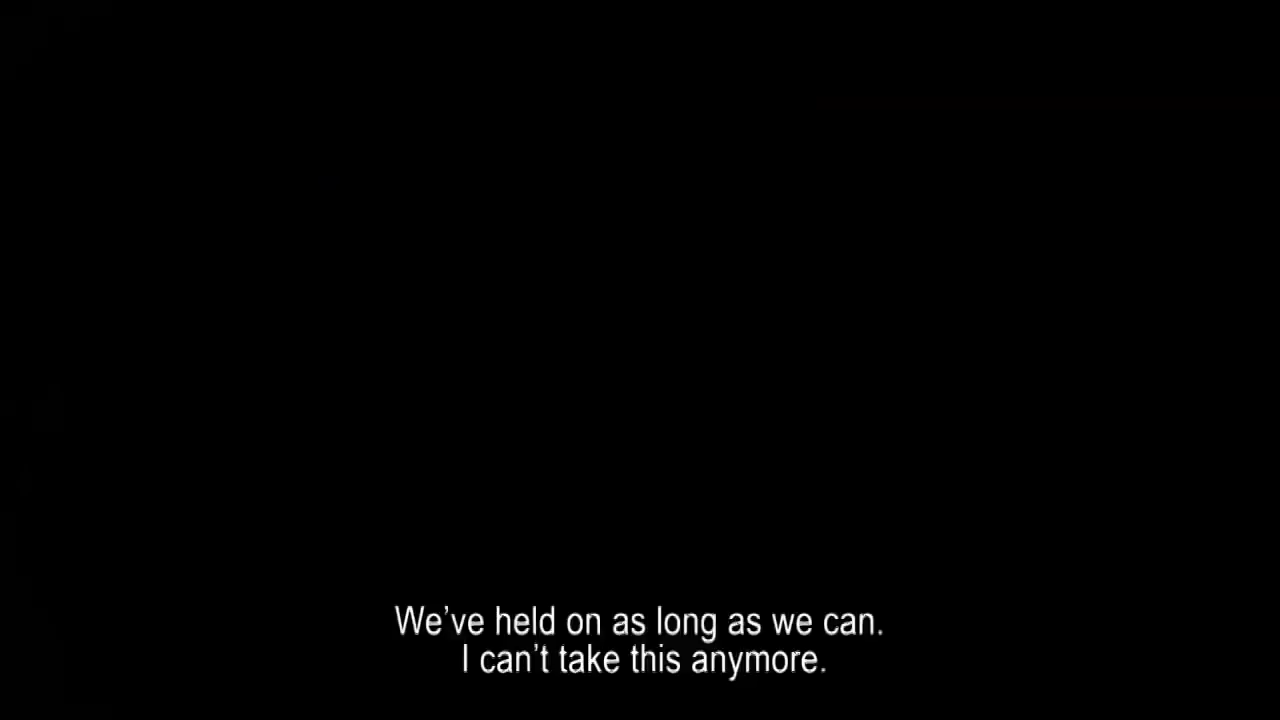 We’ve held on as long as we can.
I can’t take this anymore.